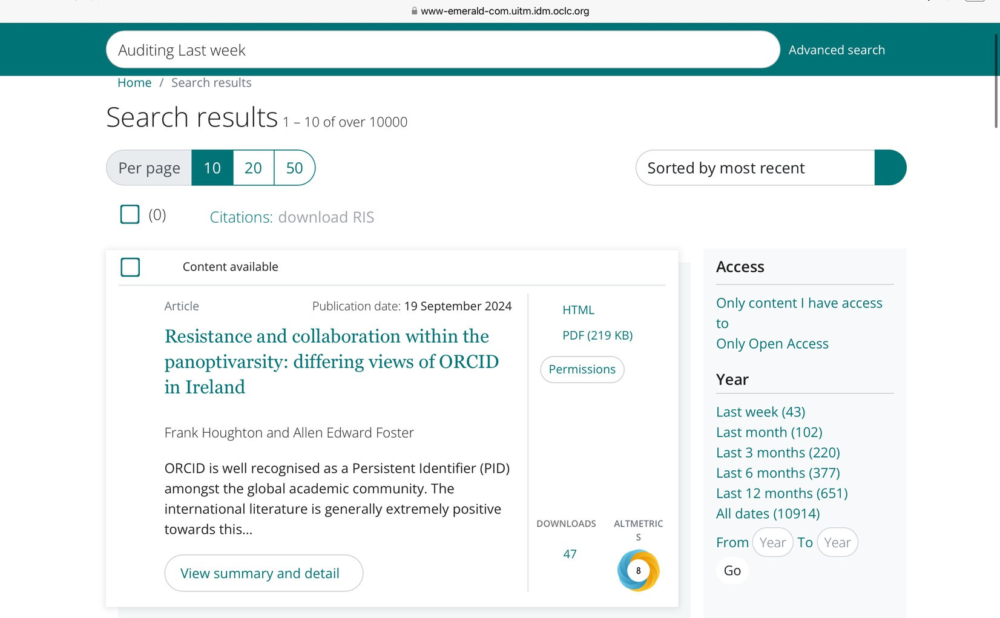 www-emerald-com.uitm.idm.oclc.org
Auditing Last week
Advanced search
Home / Search results
Search results 1 – 10 of over 10000
Per page 10 20 50
Sorted by most recent
(0) Citations: download RIS
Content available
Article
Publication date: 19 September 2024
Resistance and collaboration within the
panoptivarsity: differing views of ORCID
in Ireland
Frank Houghton and Allen Edward Foster
ORCID is well recognised as a Persistent Identifier (PID)
amongst the global academic community. The
international literature is generally extremely positive
towards this...
View summary and detail
HTML
PDF (219 KB)
Permissions
DOWNLOADS
47
ALTMETRIC
S
8
Access
Only content I have access
to
Only Open Access
Year
Last week (43)
Last month (102)
Last 3 months (220)
Last 6 months (377)
Last 12 months (651)
All dates (10914)
From Year To Year
Go